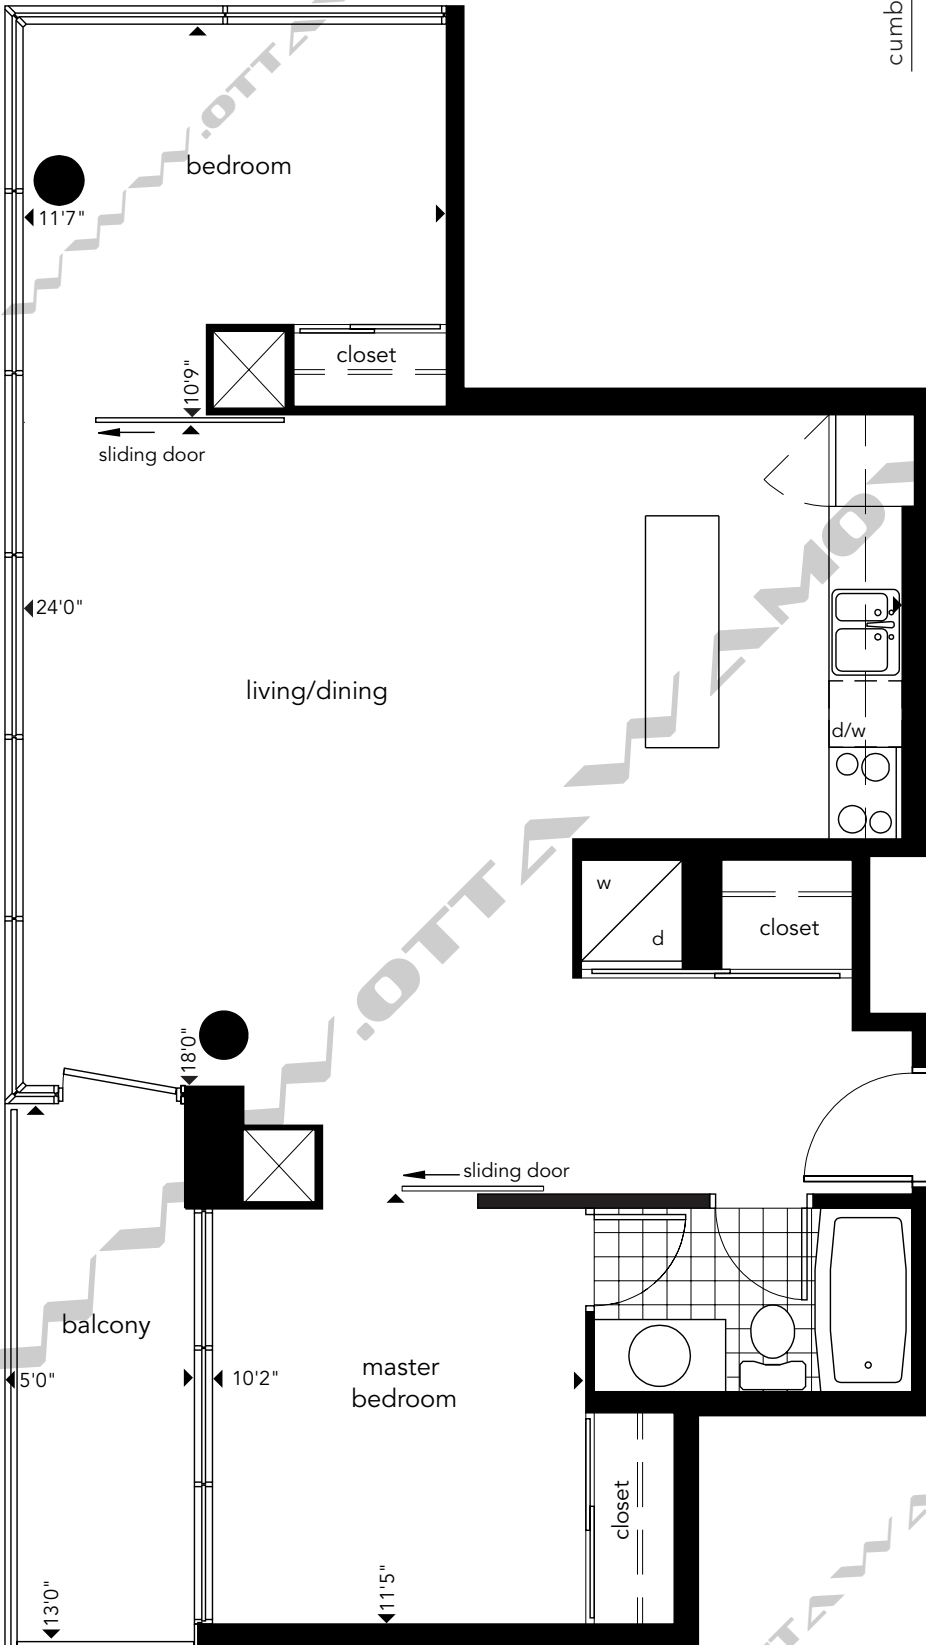 cumb
.OTTA
bedroom
11'7"
closet
10'9"
sliding door
24'0"
living/dining
d/w
w
d
closet
18'0"
sliding door
balcony
5'0"
10'2"
master
bedroom
closet
11'5"
13'0"